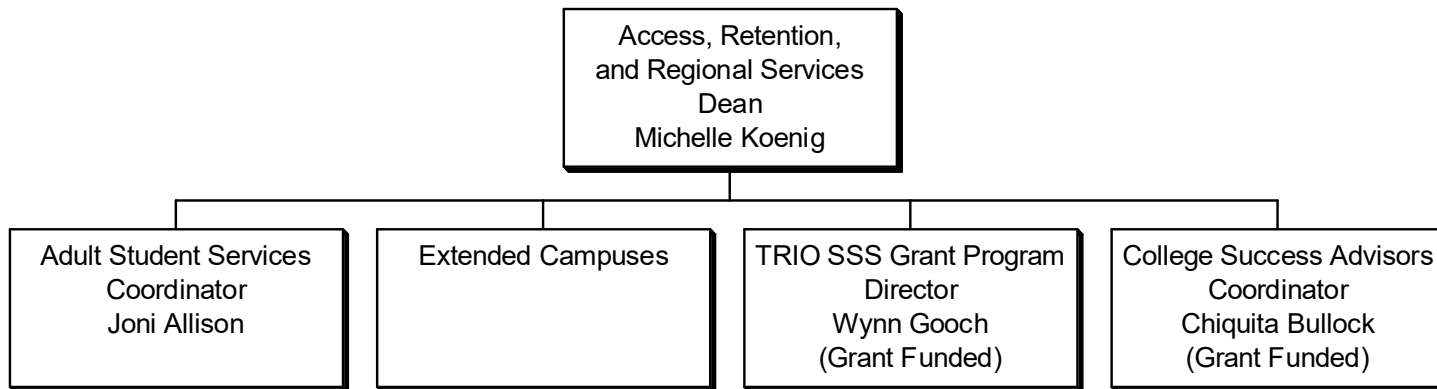 Access, Retention,
and Regional Services
Dean
Michelle Koenig
Adult Student Services
Coordinator
Joni Allison
Extended Campuses
TRIO SSS Grant Program
Director
Wynn Gooch
(Grant Funded)
College Success Advisors
Coordinator
Chiquita Bullock
(Grant Funded)